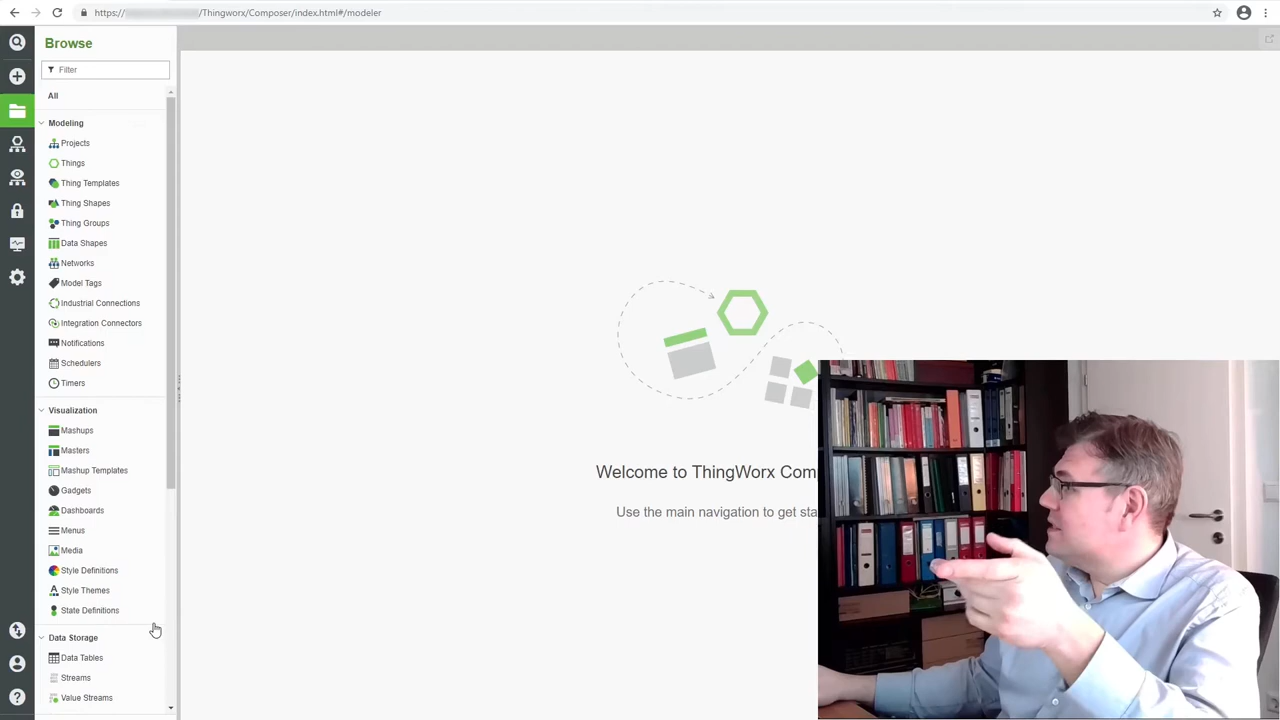 https://
/Thingworx/Composer/index.html#/modeler
Browse
Filter
All
Modeling
Projects
Things
Thing Templates
Thing Shapes
Thing Groups
Data Shapes
Networks
Model Tags
Industrial Connections
Integration Connectors
Notifications
Schedulers
Timers
Visualization
Mashups
Masters
Mashup Templates
Gadgets
Dashboards
Menus
Media
Style Definitions
Style Themes
State Definitions
Data Storage
Data Tables
Streams
Value Streams
Welcome to ThingWorx Comp
Use the main navigation to get sta